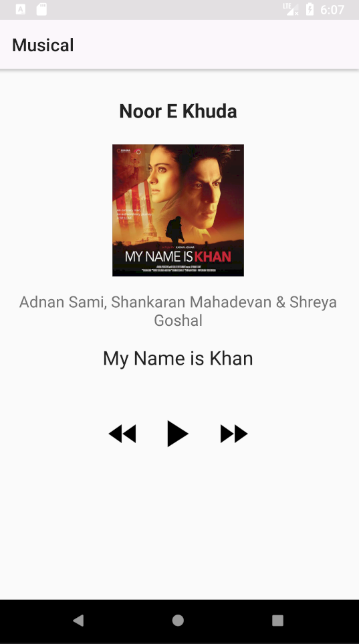 6:07
Musical
Noor E Khuda
MY NAME IS KHAN
Adnan Sami, Shankaran Mahadevan & Shreya
Goshal
My Name is Khan